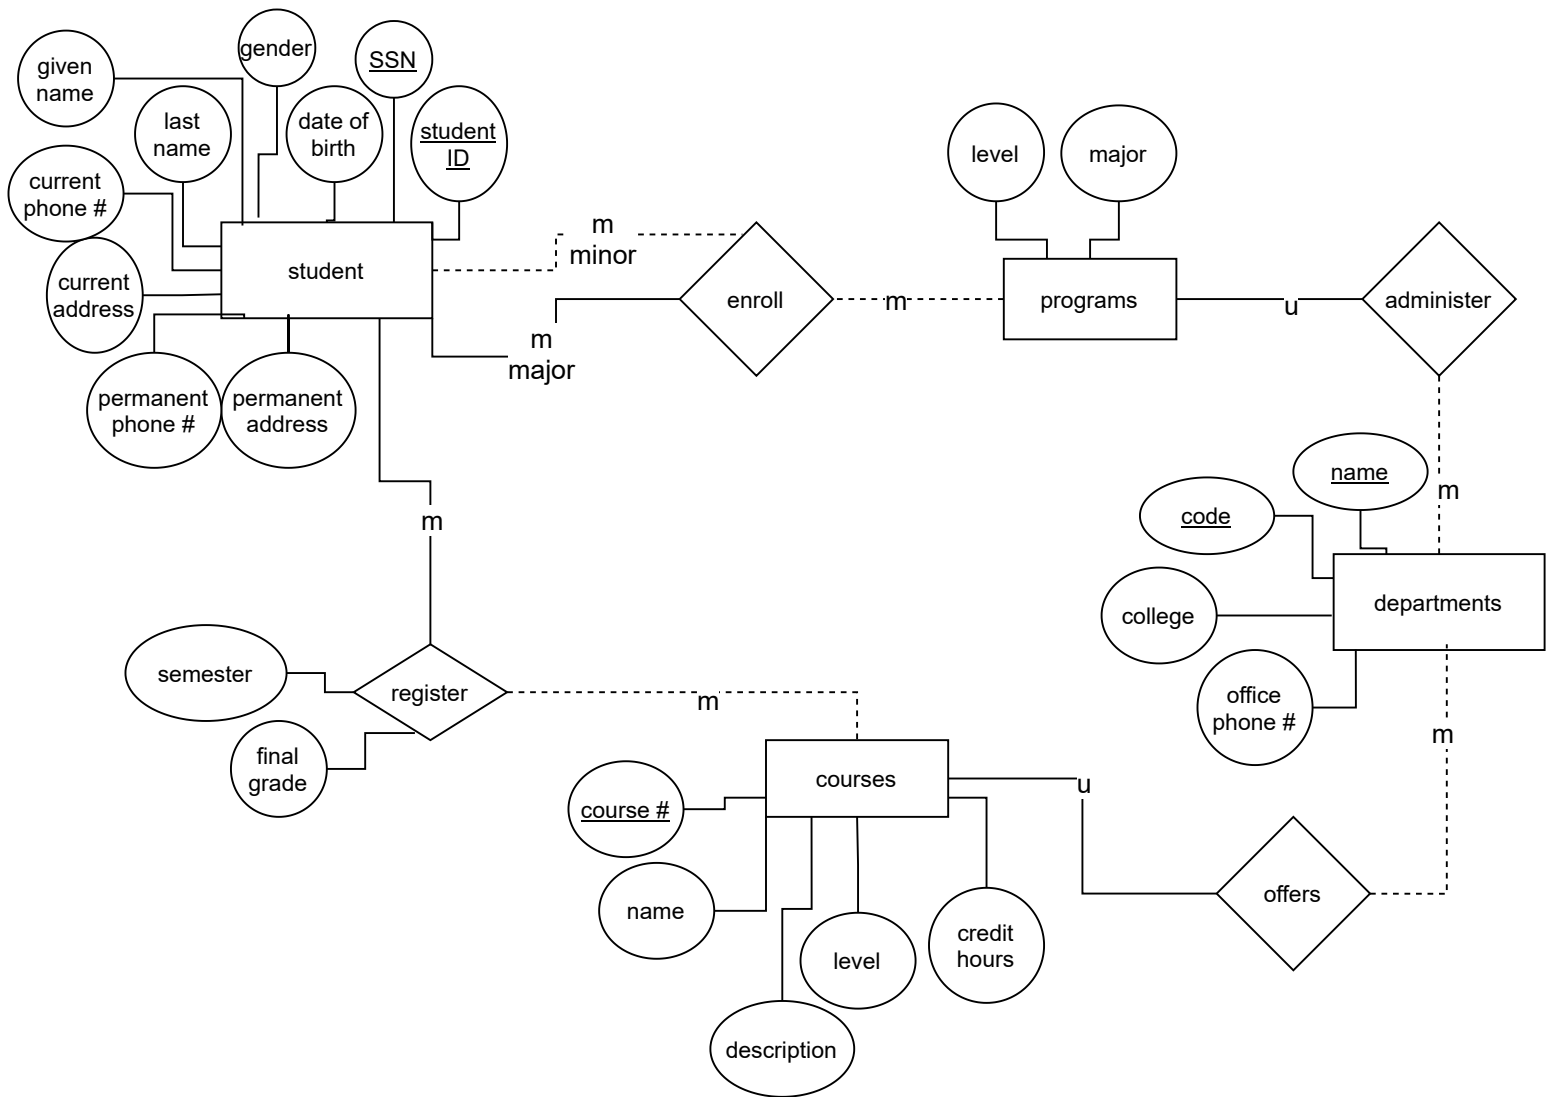 gender
SSN
given
name
last
name
date of
birth
student
ID
current
phone #
level
major
m
minor
student
current
address
enroll
m
programs
u
administer
m
major
permanent
phone #
permanent
address
name
m
code
m
departments
college
semester
register
m
office
phone #
m
final
grade
courses
u
course #
name
offers
credit
hours
level
description